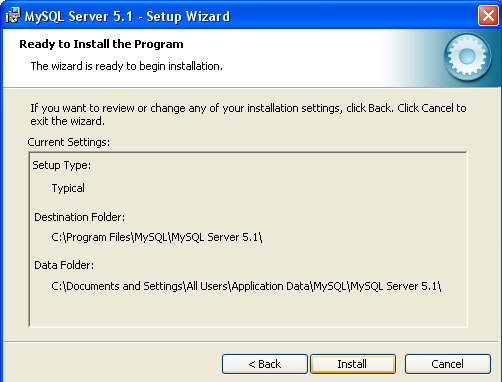 MySQL Server 5.1 - Setup Wizard
Ready to Install the Program
The wizard is ready to begin installation.
If you want to review or change any of your installation settings, click Back. Click Cancel to
exit the wizard.
Current Settings:
Setup Type:
Typical
Destination Folder:
C:\Program Files\MySQL\MySQL Server 5.1\
Data Folder:
C:\Documents and Settings\All Users\Application Data\MySQL\MySQL Server 5.1\
< Back
Install
Cancel